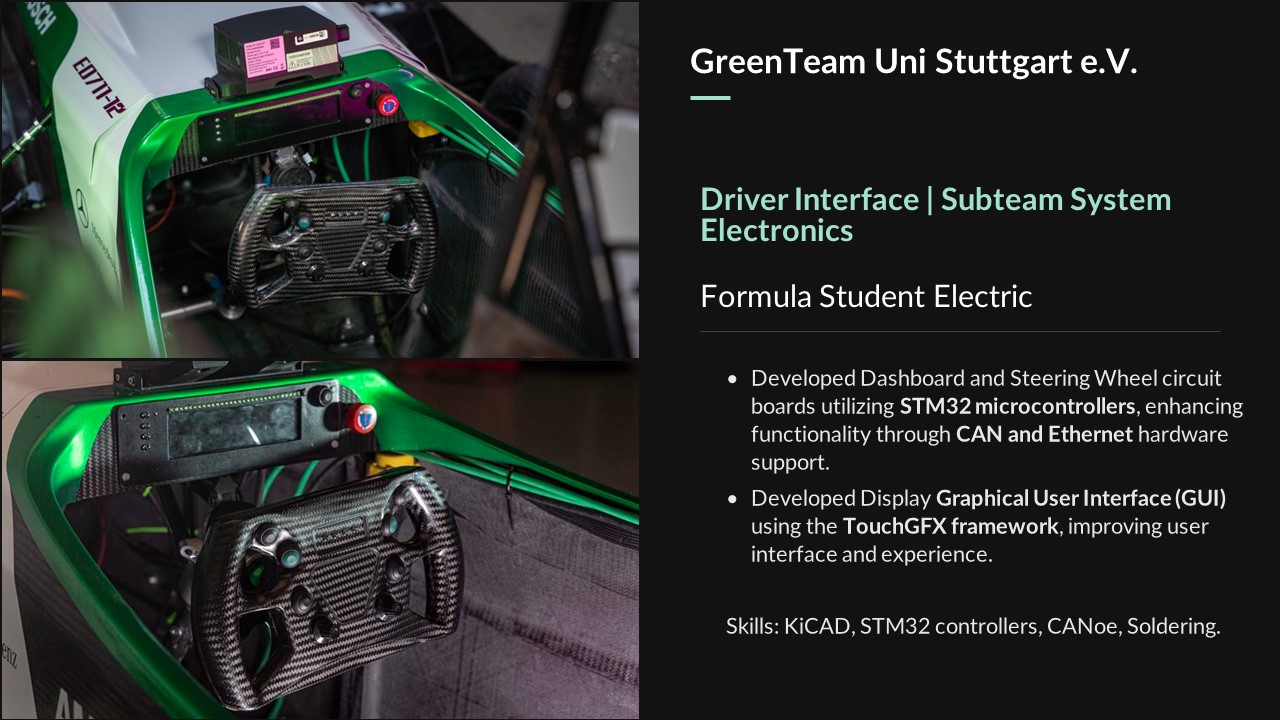 OSCH
E0711-12
GreenTeam Uni Stuttgart e.V.
Driver Interface | Subteam System
Electronics
Formula Student Electric
• Developed Dashboard and Steering Wheel circuit
boards utilizing STM32 microcontrollers, enhancing
functionality through CAN and Ethernet hardware
support.
• Developed Display Graphical User Interface (GUI)
using the TouchGFX framework, improving user
interface and experience.
Skills: KiCAD, STM32 controllers, CANoe, Soldering.
enz